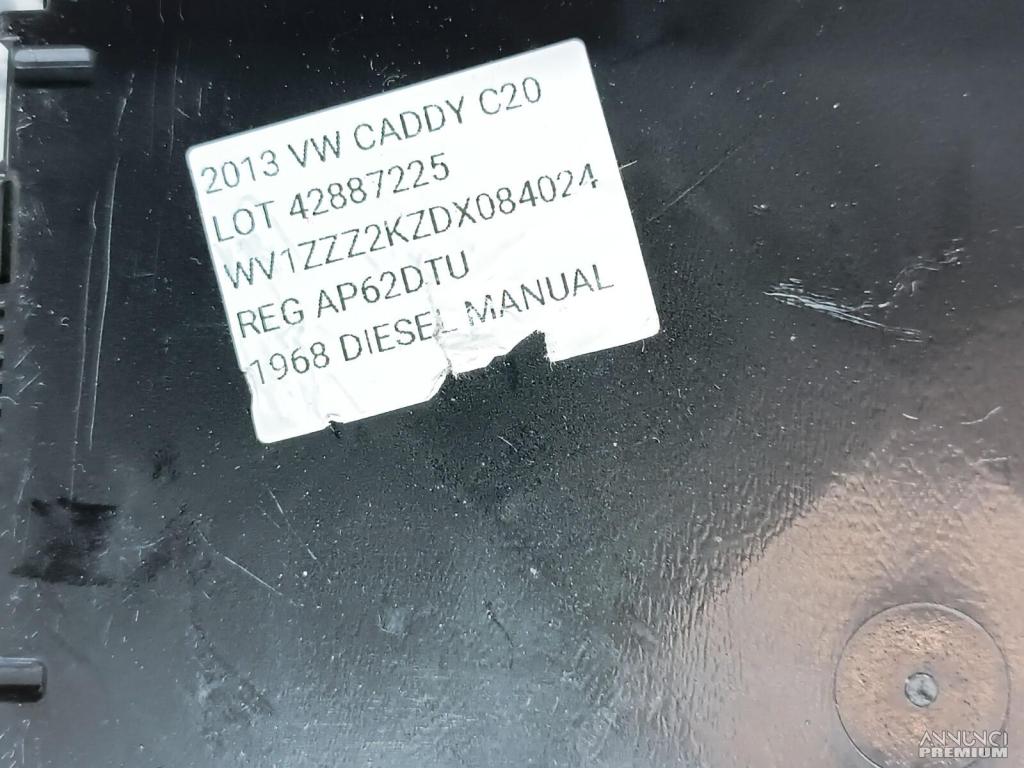 2013 VW CADDY C20
LOT 42887225
WV1ZZZ2KZDX084024
REG AP62DTU
1968 DIESEL MANUAL
ANNUNCI
PREMIUM